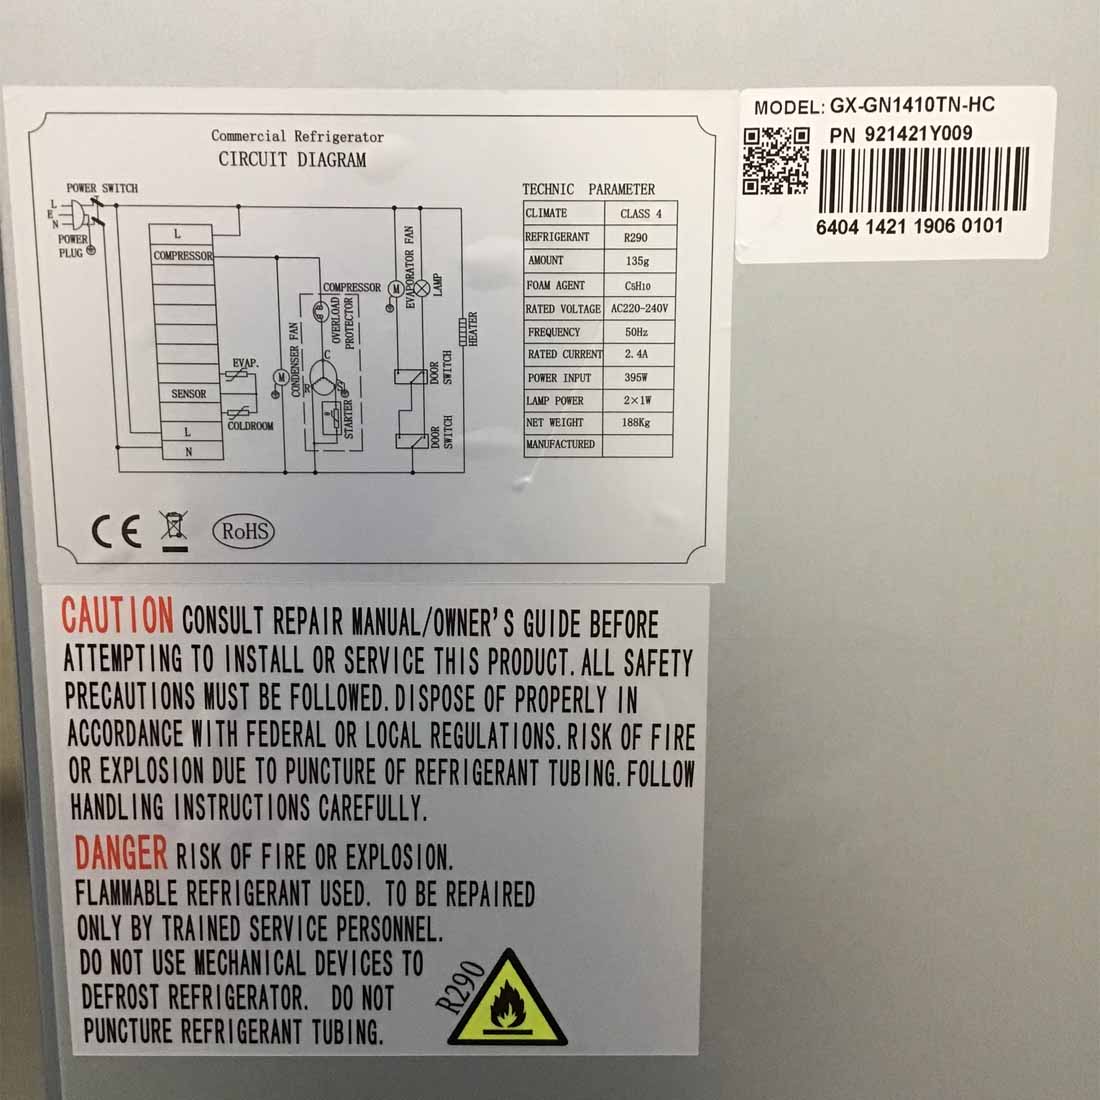 Commercial Refrigerator
CIRCUIT DIAGRAM
POWER SWITCH
L
E
N
POWER
PLUG
L
COMPRESSOR
SENSOR
L
N
EVAP.
COLDROOM
M
CONDENSER FAN
COMPRESSOR
OVERLOAD
PROTECTOR
C
R
S
STARTER
M
EVAPORATOR FAN
LAMP
DOOR
SWITCH
DOOR
SWITCH
HEATER
TECHNIC PARAMETER
CLIMATE CLASS 4
REFRIGERANT R290
AMOUNT 135g
FOAM AGENT C5H10
RATED VOLTAGE AC220-240V
FREQUENCY 50Hz
RATED CURRENT 2.4A
POWER INPUT 395W
LAMP POWER 2×1W
NET WEIGHT 188Kg
MANUFACTURED
CE
RoHS
MODEL: GX-GN1410TN-HC
PN 921421Y009
6404 1421 1906 0101
CAUTION CONSULT REPAIR MANUAL/OWNER'S GUIDE BEFORE
ATTEMPTING TO INSTALL OR SERVICE THIS PRODUCT. ALL SAFETY
PRECAUTIONS MUST BE FOLLOWED. DISPOSE OF PROPERLY IN
ACCORDANCE WITH FEDERAL OR LOCAL REGULATIONS. RISK OF FIRE
OR EXPLOSION DUE TO PUNCTURE OF REFRIGERANT TUBING. FOLLOW
HANDLING INSTRUCTIONS CAREFULLY.
DANGER RISK OF FIRE OR EXPLOSION.
FLAMMABLE REFRIGERANT USED. TO BE REPAIRED
ONLY BY TRAINED SERVICE PERSONNEL.
DO NOT USE MECHANICAL DEVICES TO
DEFROST REFRIGERATOR. DO NOT
PUNCTURE REFRIGERANT TUBING.
R290